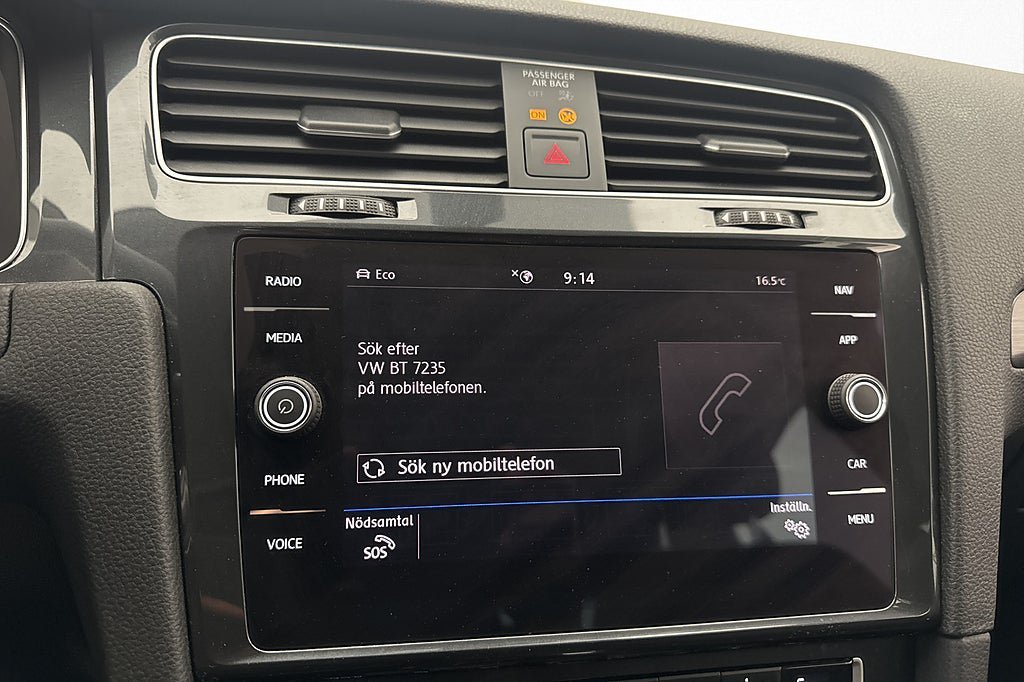 PASSENGER
AIR BAG
OFF
ON
RADIO
Eco
9:14
16.5°C
NAV
MEDIA
APP
Sök efter
VW BT 7235
på mobiltelefonen.
PHONE
Sök ny mobiltelefon
CAR
Nödsamtal
Inställn.
VOICE
SOS
MENU